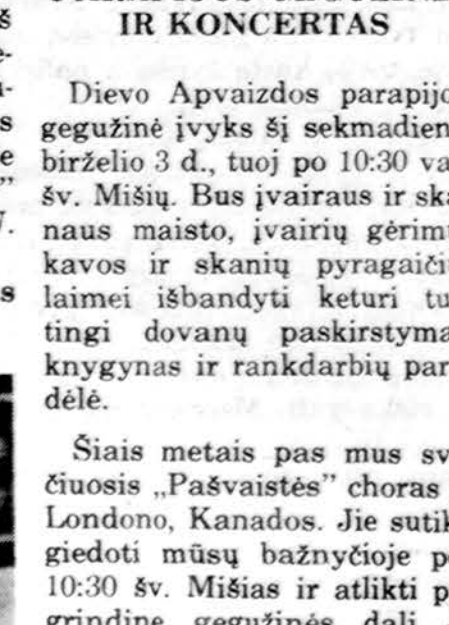 IR KONCERTAS
Dievo Apvaizdos parapijo
gegužinė įvyks šį sekmadien
birželio 3 d., tuoj po 10:30 va
šv. Mišių. Bus įvairaus ir ska
naus maisto, įvairių gėrim
kavos ir skanių pyragaiči
laimei išbandyti keturi tu
tingi dovanų paskirstyma
knygynas ir rankdarbių par
dėlė.
Šiais metais pas mus sv
čiuosis „Pašvaistės” choras
Londono, Kanados. Jie sutik
giedoti mūsų bažnyčioje p
10:30 šv. Mišias ir atlikti p
grindinę gegužinės dalį